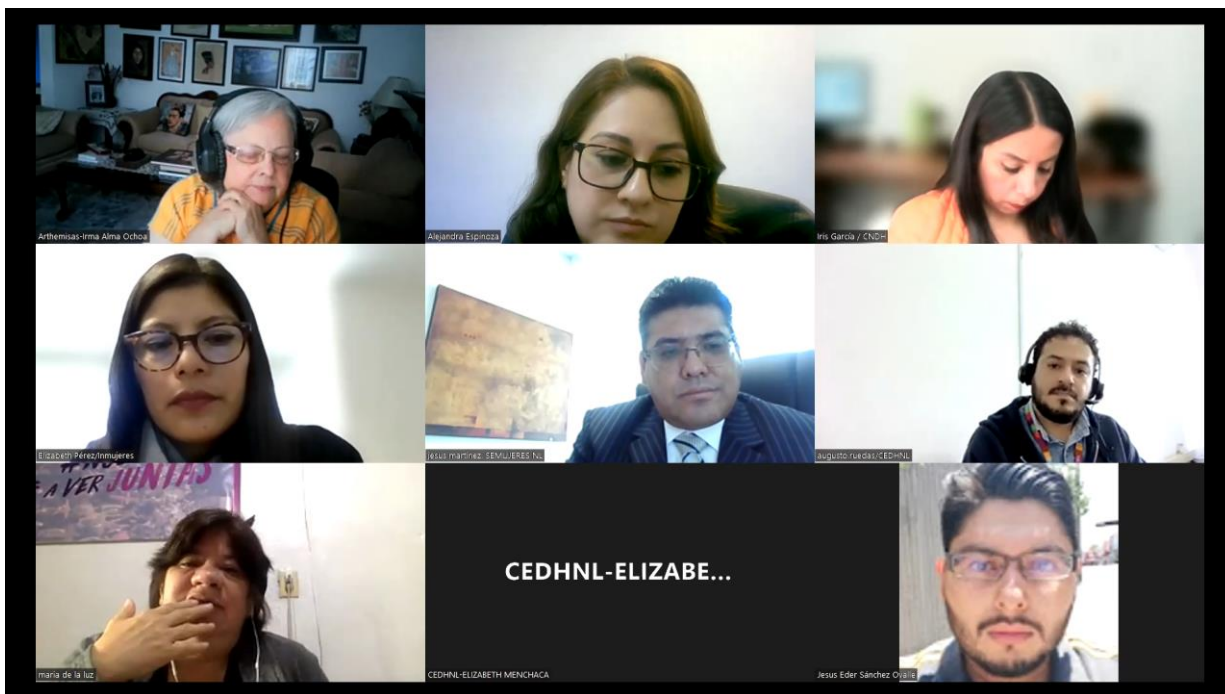 Arthemisas-Irma Alma Ochoa
Alejandra Espinoza
Iris García / CNDH
Elizabeth Pérez/Inmujeres
jesus martinez. SEMUJERES NL
augusto.ruedas/CEDHNL
A VER JUNTAS
maria de la luz
CEDHNL-ELIZABE...
CEDHNL-ELIZABETH MENCHACA
Jesus Eder Sánchez Ovalle